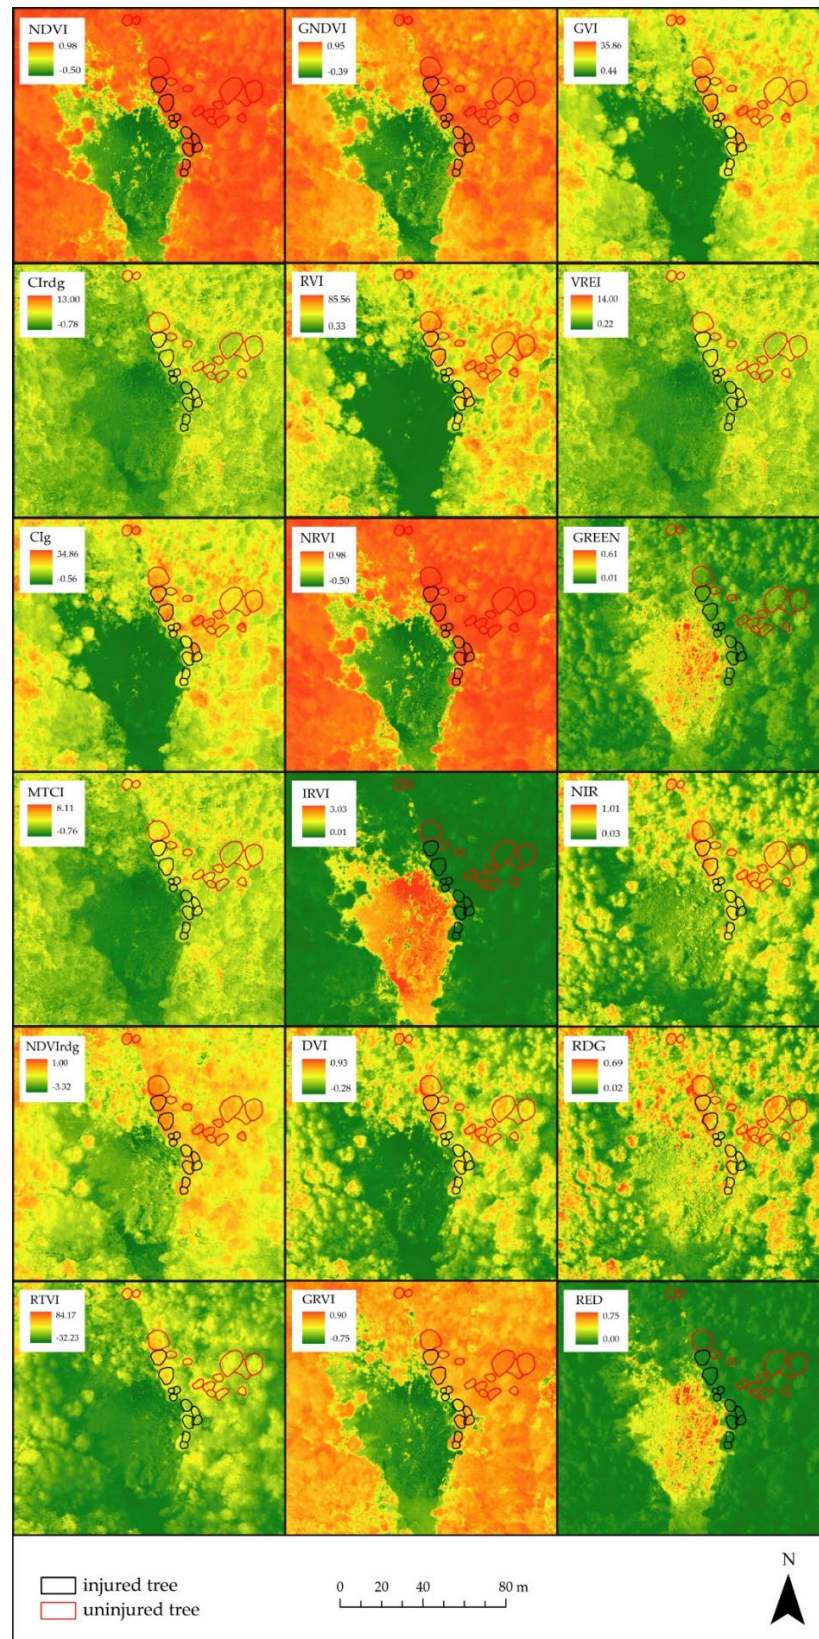 NDVI
0.98
-0.50
GNDVI
0.95
-0.39
GVI
35.86
0.44
CIrdg
13.00
-0.78
RVI
85.56
0.33
VREI
14.00
0.22
CIg
34.86
-0.56
NRVI
0.98
-0.50
GREEN
0.61
0.01
MTCI
8.11
-0.76
IRVI
3.03
0.01
NIR
1.01
0.03
NDVIrdg
1.00
-3.32
DVI
0.93
-0.28
RDG
0.69
0.02
RTVI
84.17
-32.23
GRVI
0.90
-0.75
RED
0.75
0.00
injured tree
uninjured tree
0 20 40 80 m
N